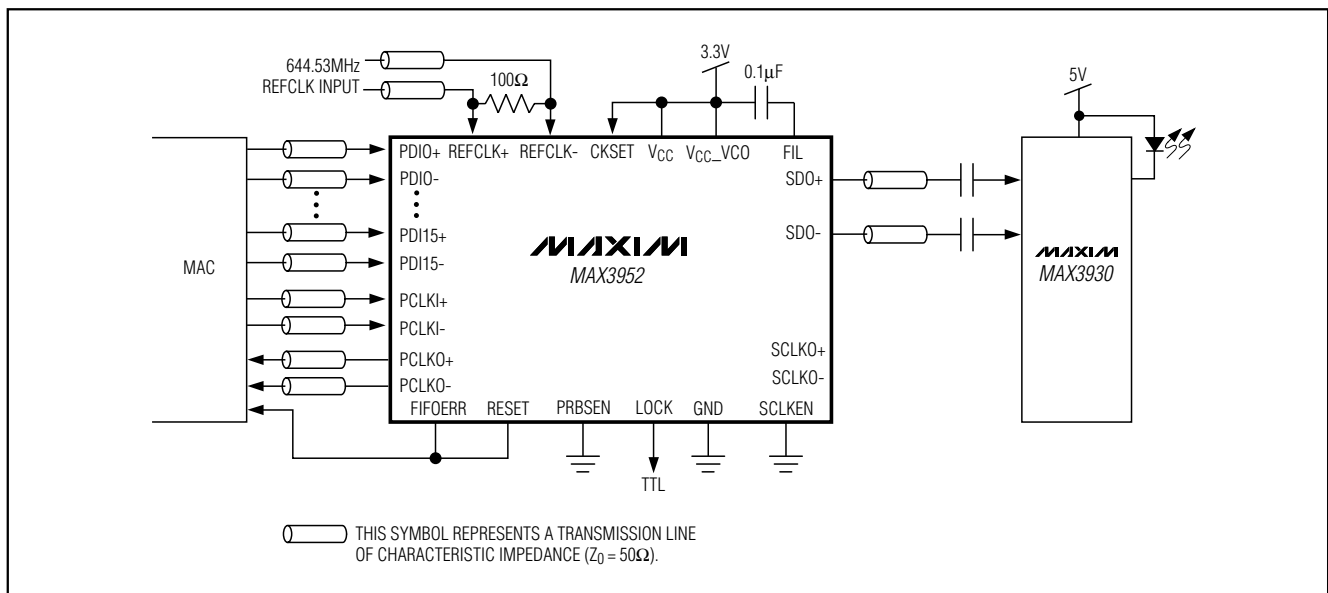 644.53MHz
REFCLK INPUT
100Ω
3.3V
0.1μF
5V
PDI0+
REFCLK+
REFCLK-
CKSET
VCC
VCC_VCO
FIL
PDI0-
SDO+
SDO-
PDI15+
PDI15-
MAC
MAXIM
MAX3952
MAXIM
MAX3930
PCLKI+
PCLKI-
PCLKO+
PCLKO-
SCLKO+
SCLKO-
FIFOERR
RESET
PRBSEN
LOCK
GND
SCLKEN
TTL
THIS SYMBOL REPRESENTS A TRANSMISSION LINE
OF CHARACTERISTIC IMPEDANCE (Z0 = 50Ω).